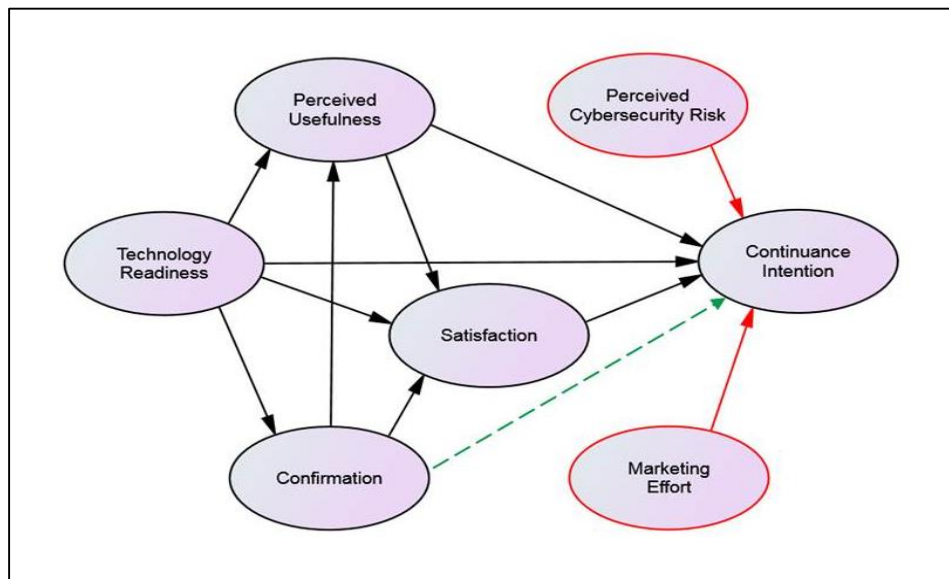 Perceived
Usefulness
Perceived
Cybersecurity Risk
Technology
Readiness
Continuance
Intention
Satisfaction
Confirmation
Marketing
Effort